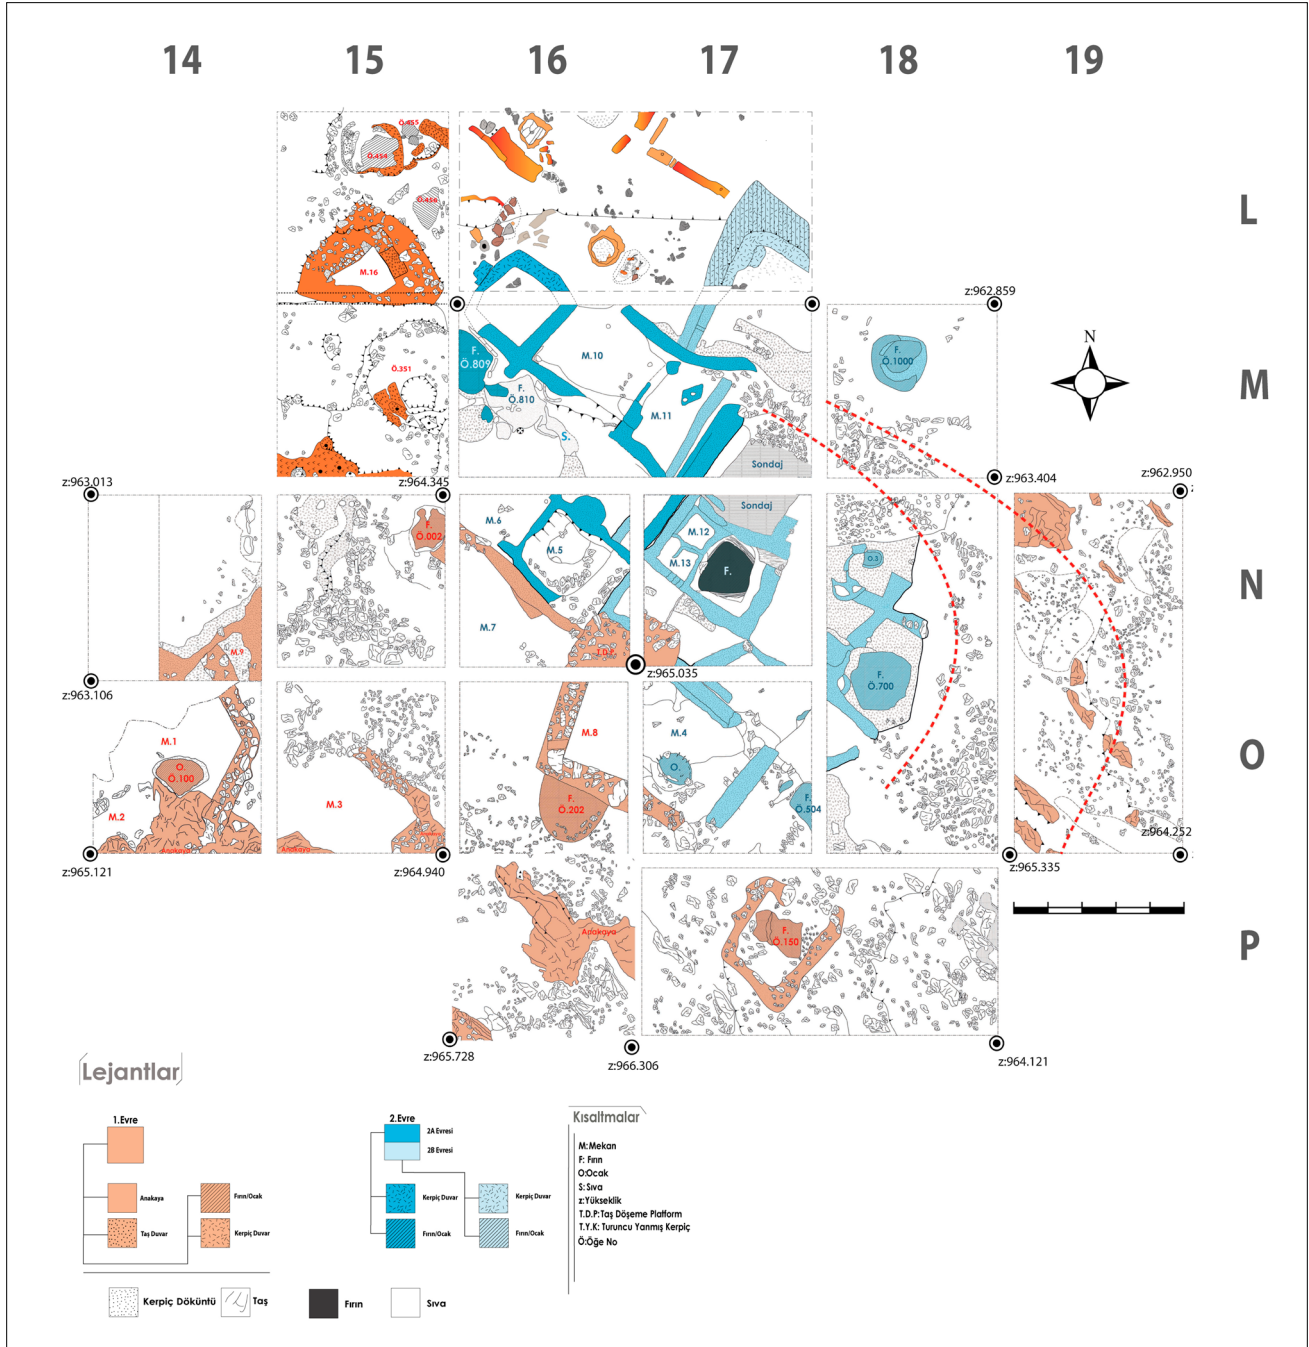 14 15 16 17 18 19
L
M
N
O
P
Ö.455
Ö.454
Ö.456
M.16
z:962.859
N
F.
Ö.809
M.10
F.
Ö.1000
Ö.351
F.
Ö.810
M.11
S.
Sondaj
z:963.013
z:964.345
z:963.404
z:962.950
F.
Ö.002
M.6
M.5
M.12
Sondaj
M.13
F.
O.3
M.7
M.9
T.D.P.
F.
Ö.700
z:963.106
z:965.035
M.1
O.
Ö.100
M.2
Anakaya
M.3
Anakaya
M.8
F.
Ö.202
M.4
O.
F.
Ö.504
z:964.252
z:965.121
z:964.940
z:965.335
Anakaya
F.
Ö.150
z:965.728
z:966.306
z:964.121
Lejantlar
1.Evre
Anakaya
Taş Duvar
Fırın/Ocak
Kerpiç Duvar
2.Evre
2A Evresi
2B Evresi
Kerpiç Duvar
Fırın/Ocak
Kerpiç Duvar
Fırın/Ocak
Kerpiç Döküntü
Taş
Fırın
Sıva
Kısaltmalar
M:Mekan
F: Fırın
O:Ocak
S: Sıva
z:Yükseklik
T.D.P:Taş Döşeme Platform
T.Y.K: Turuncu Yanmış Kerpiç
Ö:Öğe No